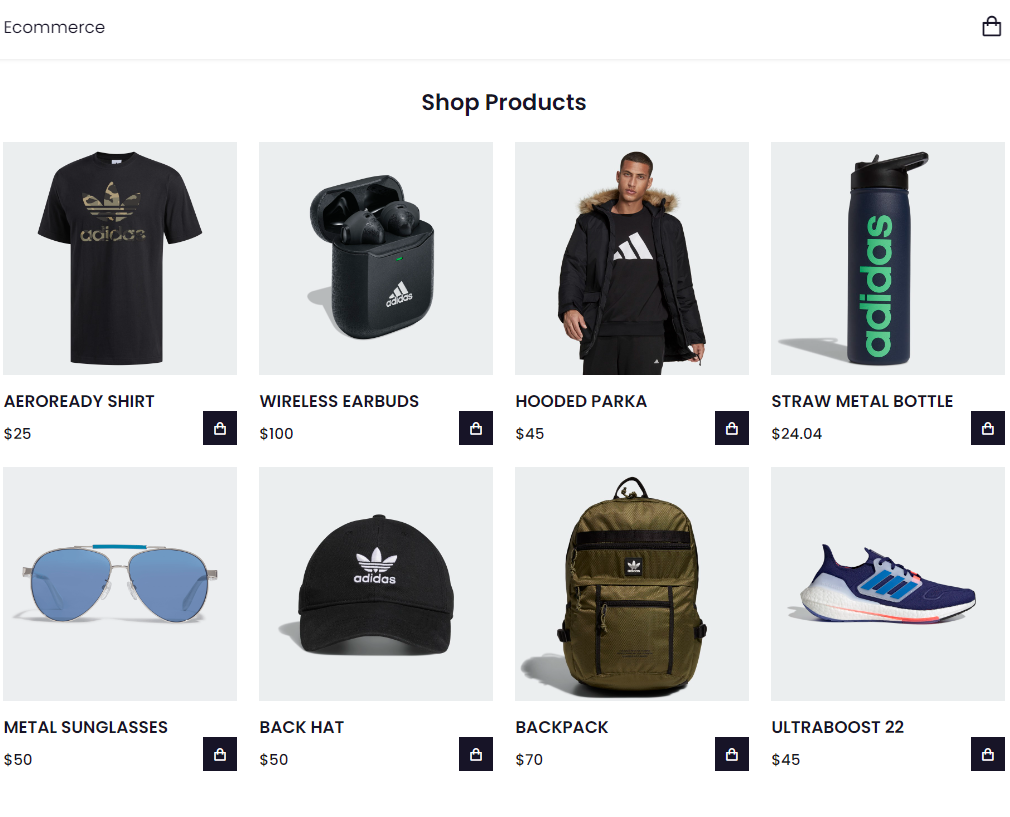 Ecommerce
Shop Products
adidas
adidas
adidas
AEROREADY SHIRT
WIRELESS EARBUDS
HOODED PARKA
STRAW METAL BOTTLE
$25
$100
$45
$24.04
adidas
METAL SUNGLASSES
BACK HAT
BACKPACK
ULTRABOOST 22
$50
$50
$70
$45